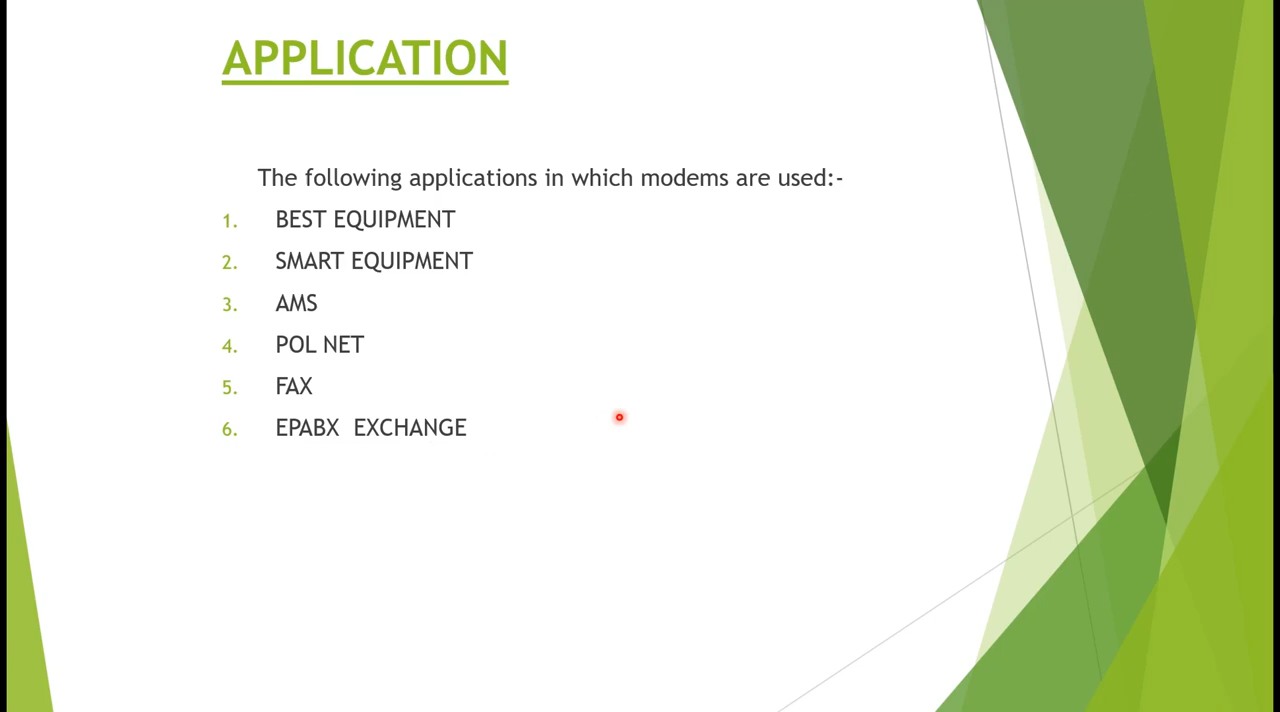 APPLICATION
The following applications in which modems are used:-
1. BEST EQUIPMENT
2. SMART EQUIPMENT
3. AMS
4. POL NET
5. FAX
6. EPABX  EXCHANGE